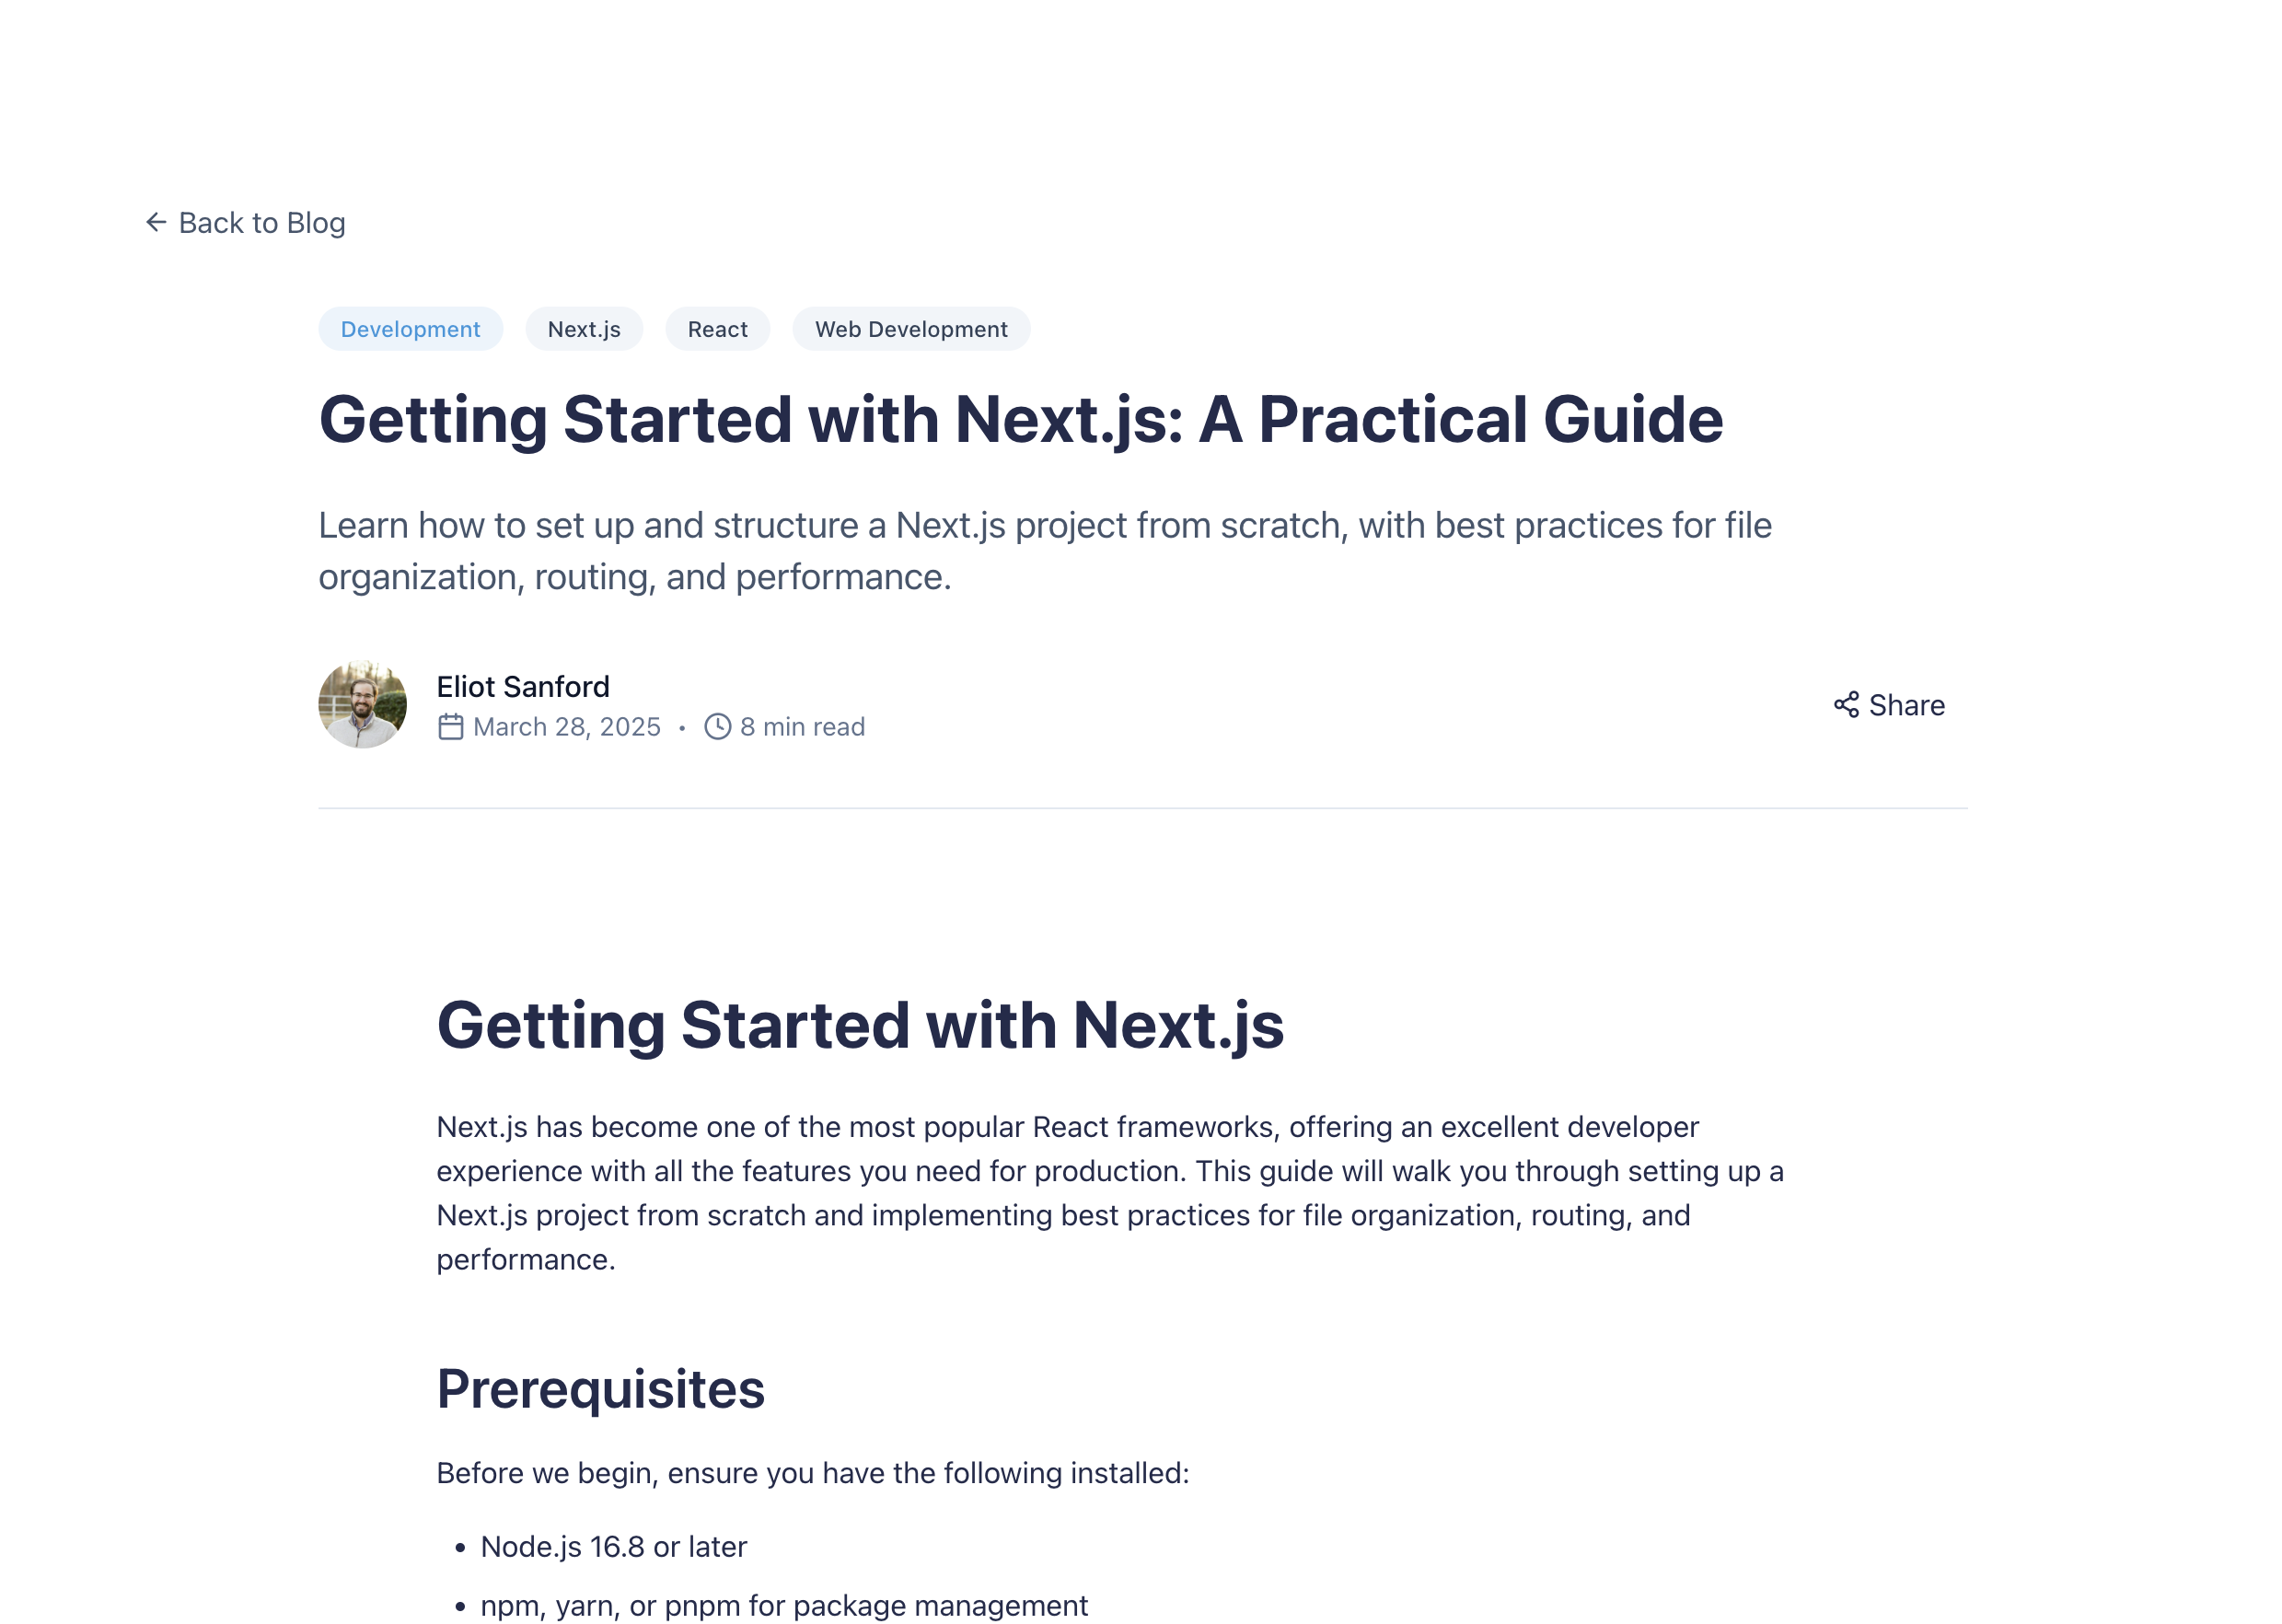 Back to Blog
Development Next.js React Web Development
Getting Started with Next.js: A Practical Guide
Learn how to set up and structure a Next.js project from scratch, with best practices for file
organization, routing, and performance.
Eliot Sanford
March 28, 2025 • 8 min read
Share
Getting Started with Next.js
Next.js has become one of the most popular React frameworks, offering an excellent developer
experience with all the features you need for production. This guide will walk you through setting up a
Next.js project from scratch and implementing best practices for file organization, routing, and
performance.
Prerequisites
Before we begin, ensure you have the following installed:
• Node.js 16.8 or later
• npm, yarn, or pnpm for package management